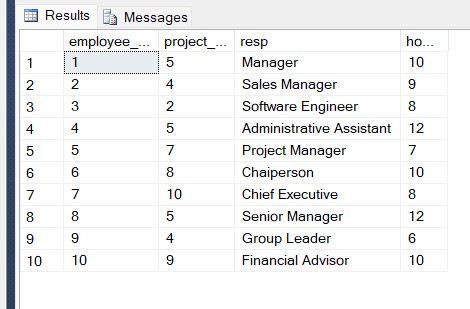 Results Messages
employee_... project_... resp ho...
1 1 5 Manager 10
2 2 4 Sales Manager 9
3 3 2 Software Engineer 8
4 4 5 Administrative Assistant 12
5 5 7 Project Manager 7
6 6 8 Chaiperson 10
7 7 10 Chief Executive 8
8 8 5 Senior Manager 12
9 9 4 Group Leader 6
10 10 9 Financial Advisor 10